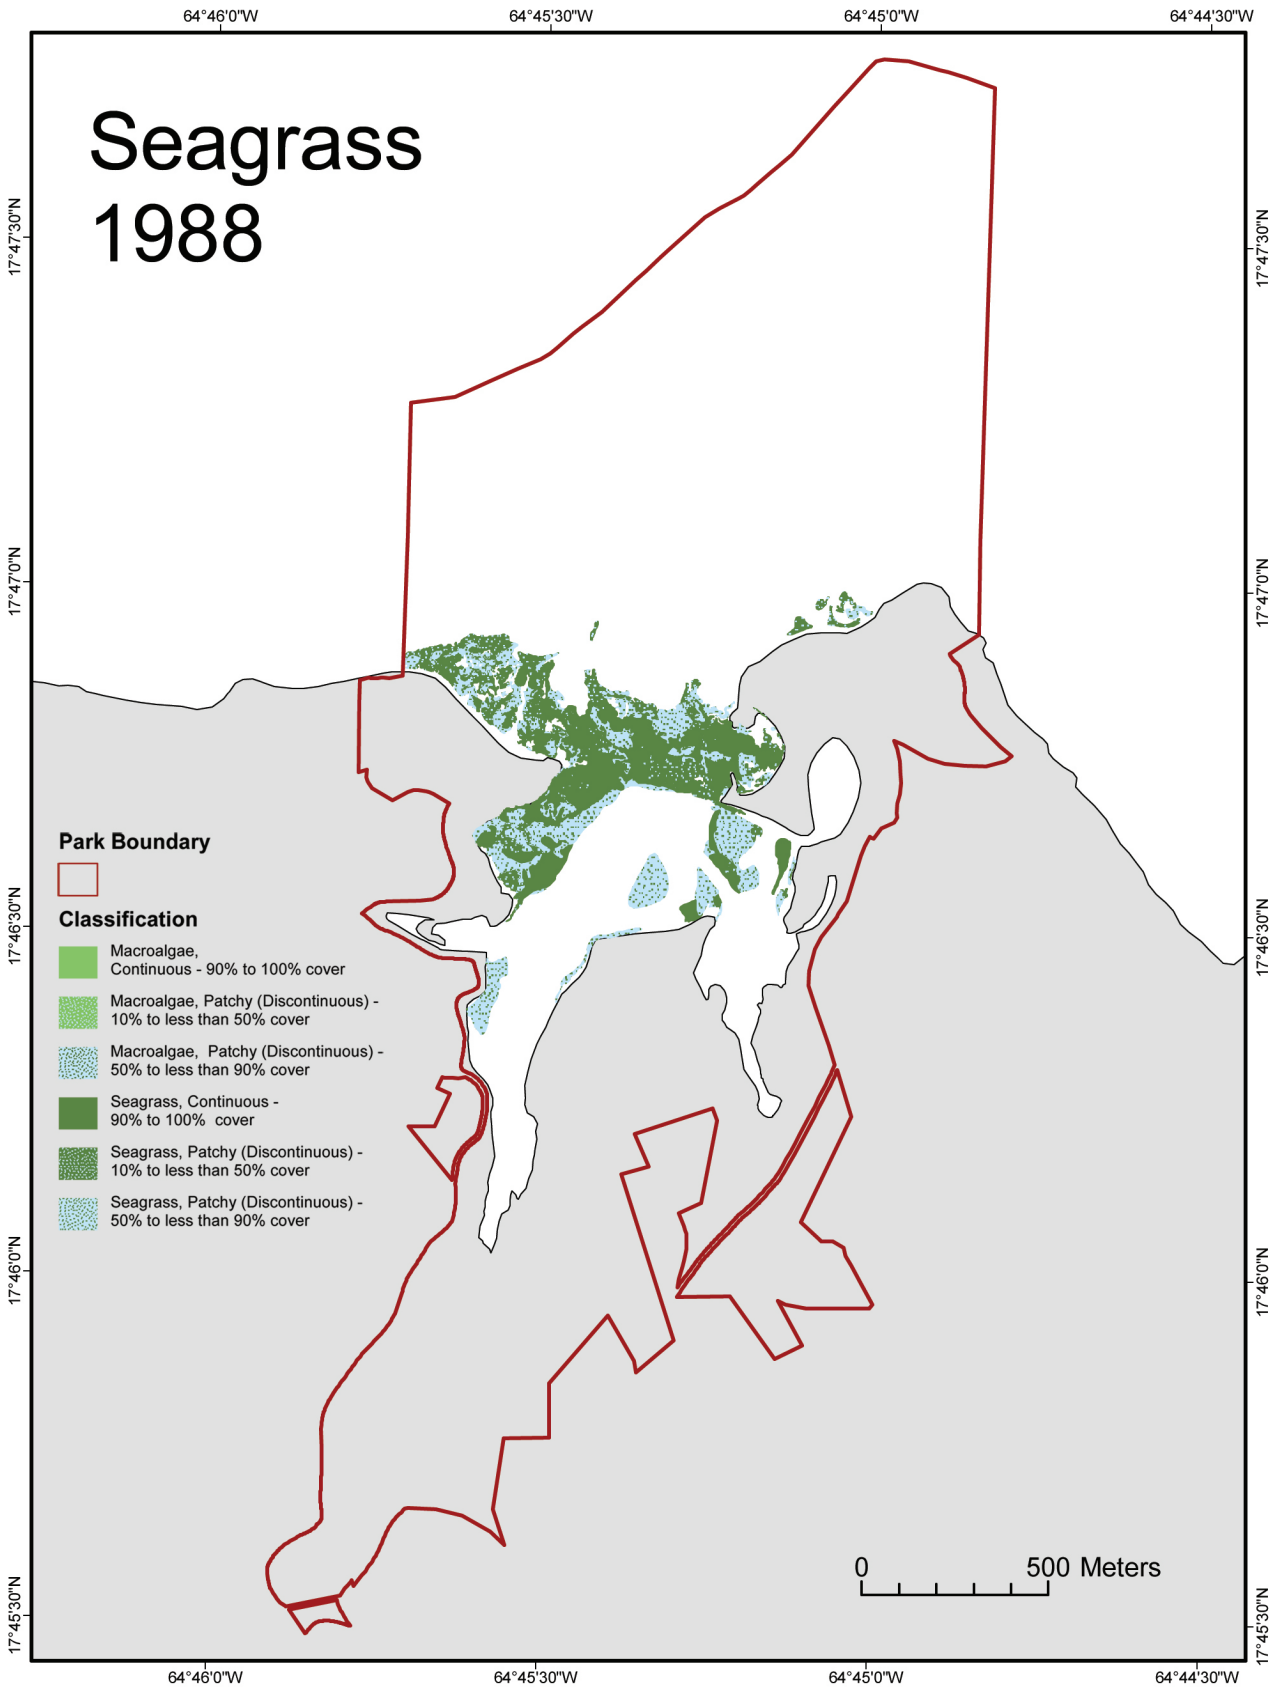 64°46'0"W
64°45'30"W
64°45'0"W
64°44'30"W
Seagrass
1988
17°47'30"N
17°47'30"N
17°47'0"N
17°47'0"N
Park Boundary
Classification
Macroalgae,
Continuous - 90% to 100% cover
Macroalgae, Patchy (Discontinuous) -
10% to less than 50% cover
Macroalgae, Patchy (Discontinuous) -
50% to less than 90% cover
Seagrass, Continuous -
90% to 100% cover
Seagrass, Patchy (Discontinuous) -
10% to less than 50% cover
Seagrass, Patchy (Discontinuous) -
50% to less than 90% cover
17°46'30"N
17°46'30"N
17°46'0"N
17°46'0"N
0 500 Meters
17°45'30"N
17°45'30"N
64°46'0"W
64°45'30"W
64°45'0"W
64°44'30"W